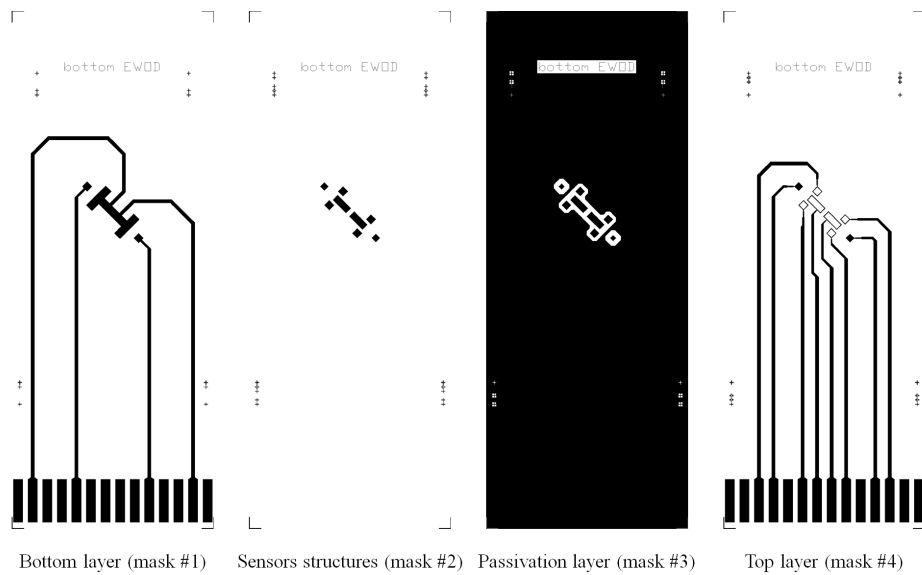 bottom EWOD bottom EWOD bottom EWOD bottom EWOD
Bottom layer (mask #1) Sensors structures (mask #2) Passivation layer (mask #3) Top layer (mask #4)